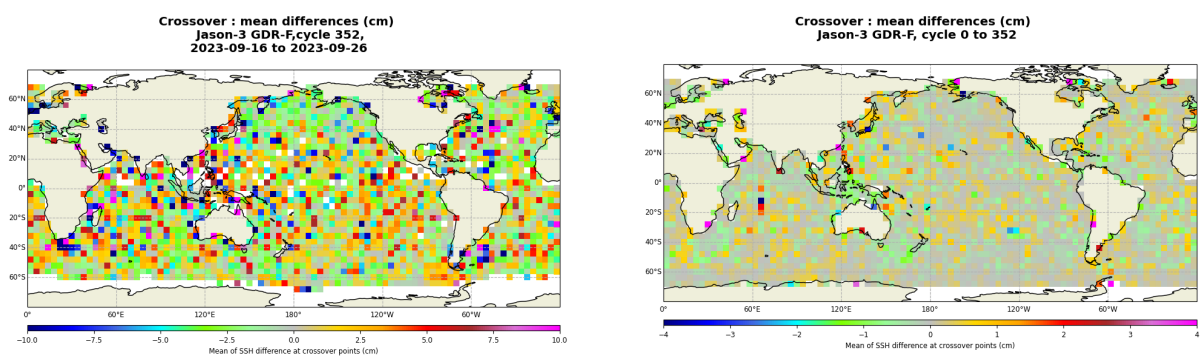 Crossover : mean differences (cm)
Jason-3 GDR-F,cycle 352,
2023-09-16 to 2023-09-26
60°N
40°N
20°N
0°
20°S
40°S
60°S
0°
60°E
120°E
180°
120°W
60°W
−10.0
−7.5
−5.0
−2.5
0.0
2.5
5.0
7.5
10.0
Mean of SSH difference at crossover points (cm)
Crossover : mean differences (cm)
Jason-3 GDR-F, cycle 0 to 352
60°N
40°N
20°N
0°
20°S
40°S
60°S
0°
60°E
120°E
180°
120°W
60°W
−4
−3
−2
−1
0
1
2
3
4
Mean of SSH difference at crossover points (cm)